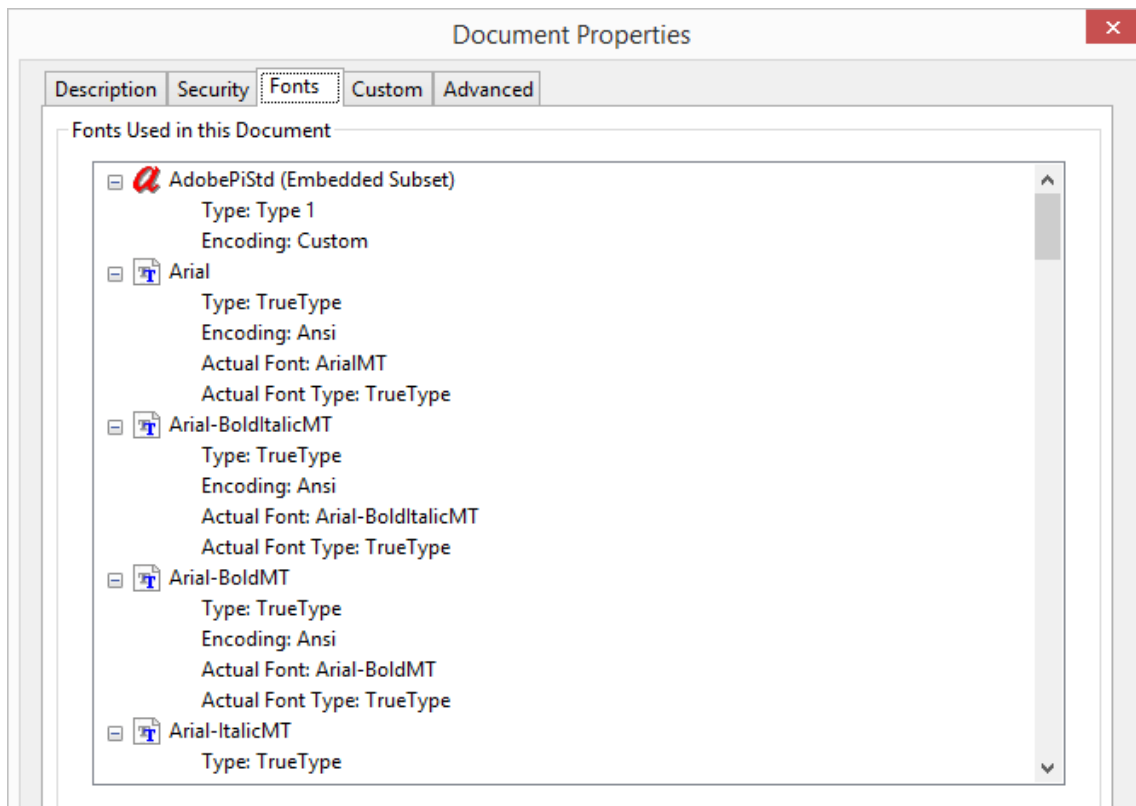 Document Properties
Description Security Fonts Custom Advanced
Fonts Used in this Document
AdobePiStd (Embedded Subset)
Type: Type 1
Encoding: Custom
Arial
Type: TrueType
Encoding: Ansi
Actual Font: ArialMT
Actual Font Type: TrueType
Arial-BoldItalicMT
Type: TrueType
Encoding: Ansi
Actual Font: Arial-BoldItalicMT
Actual Font Type: TrueType
Arial-BoldMT
Type: TrueType
Encoding: Ansi
Actual Font: Arial-BoldMT
Actual Font Type: TrueType
Arial-ItalicMT
Type: TrueType